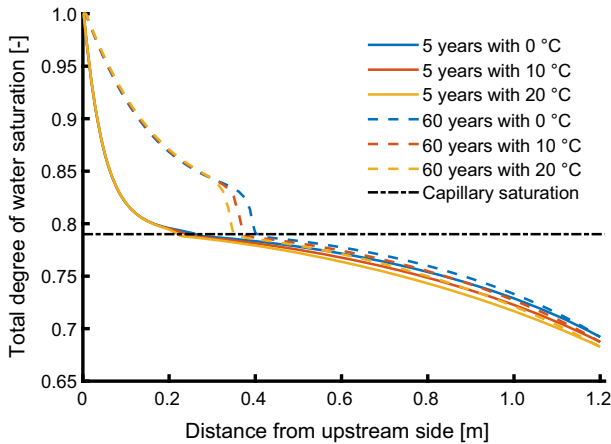 Total degree of water saturation [-]
1.0
0.95
0.9
0.85
0.8
0.75
0.7
0.65
5 years with 0 °C
5 years with 10 °C
5 years with 20 °C
60 years with 0 °C
60 years with 10 °C
60 years with 20 °C
Capillary saturation
0 0.2 0.4 0.6 0.8 1.0 1.2
Distance from upstream side [m]